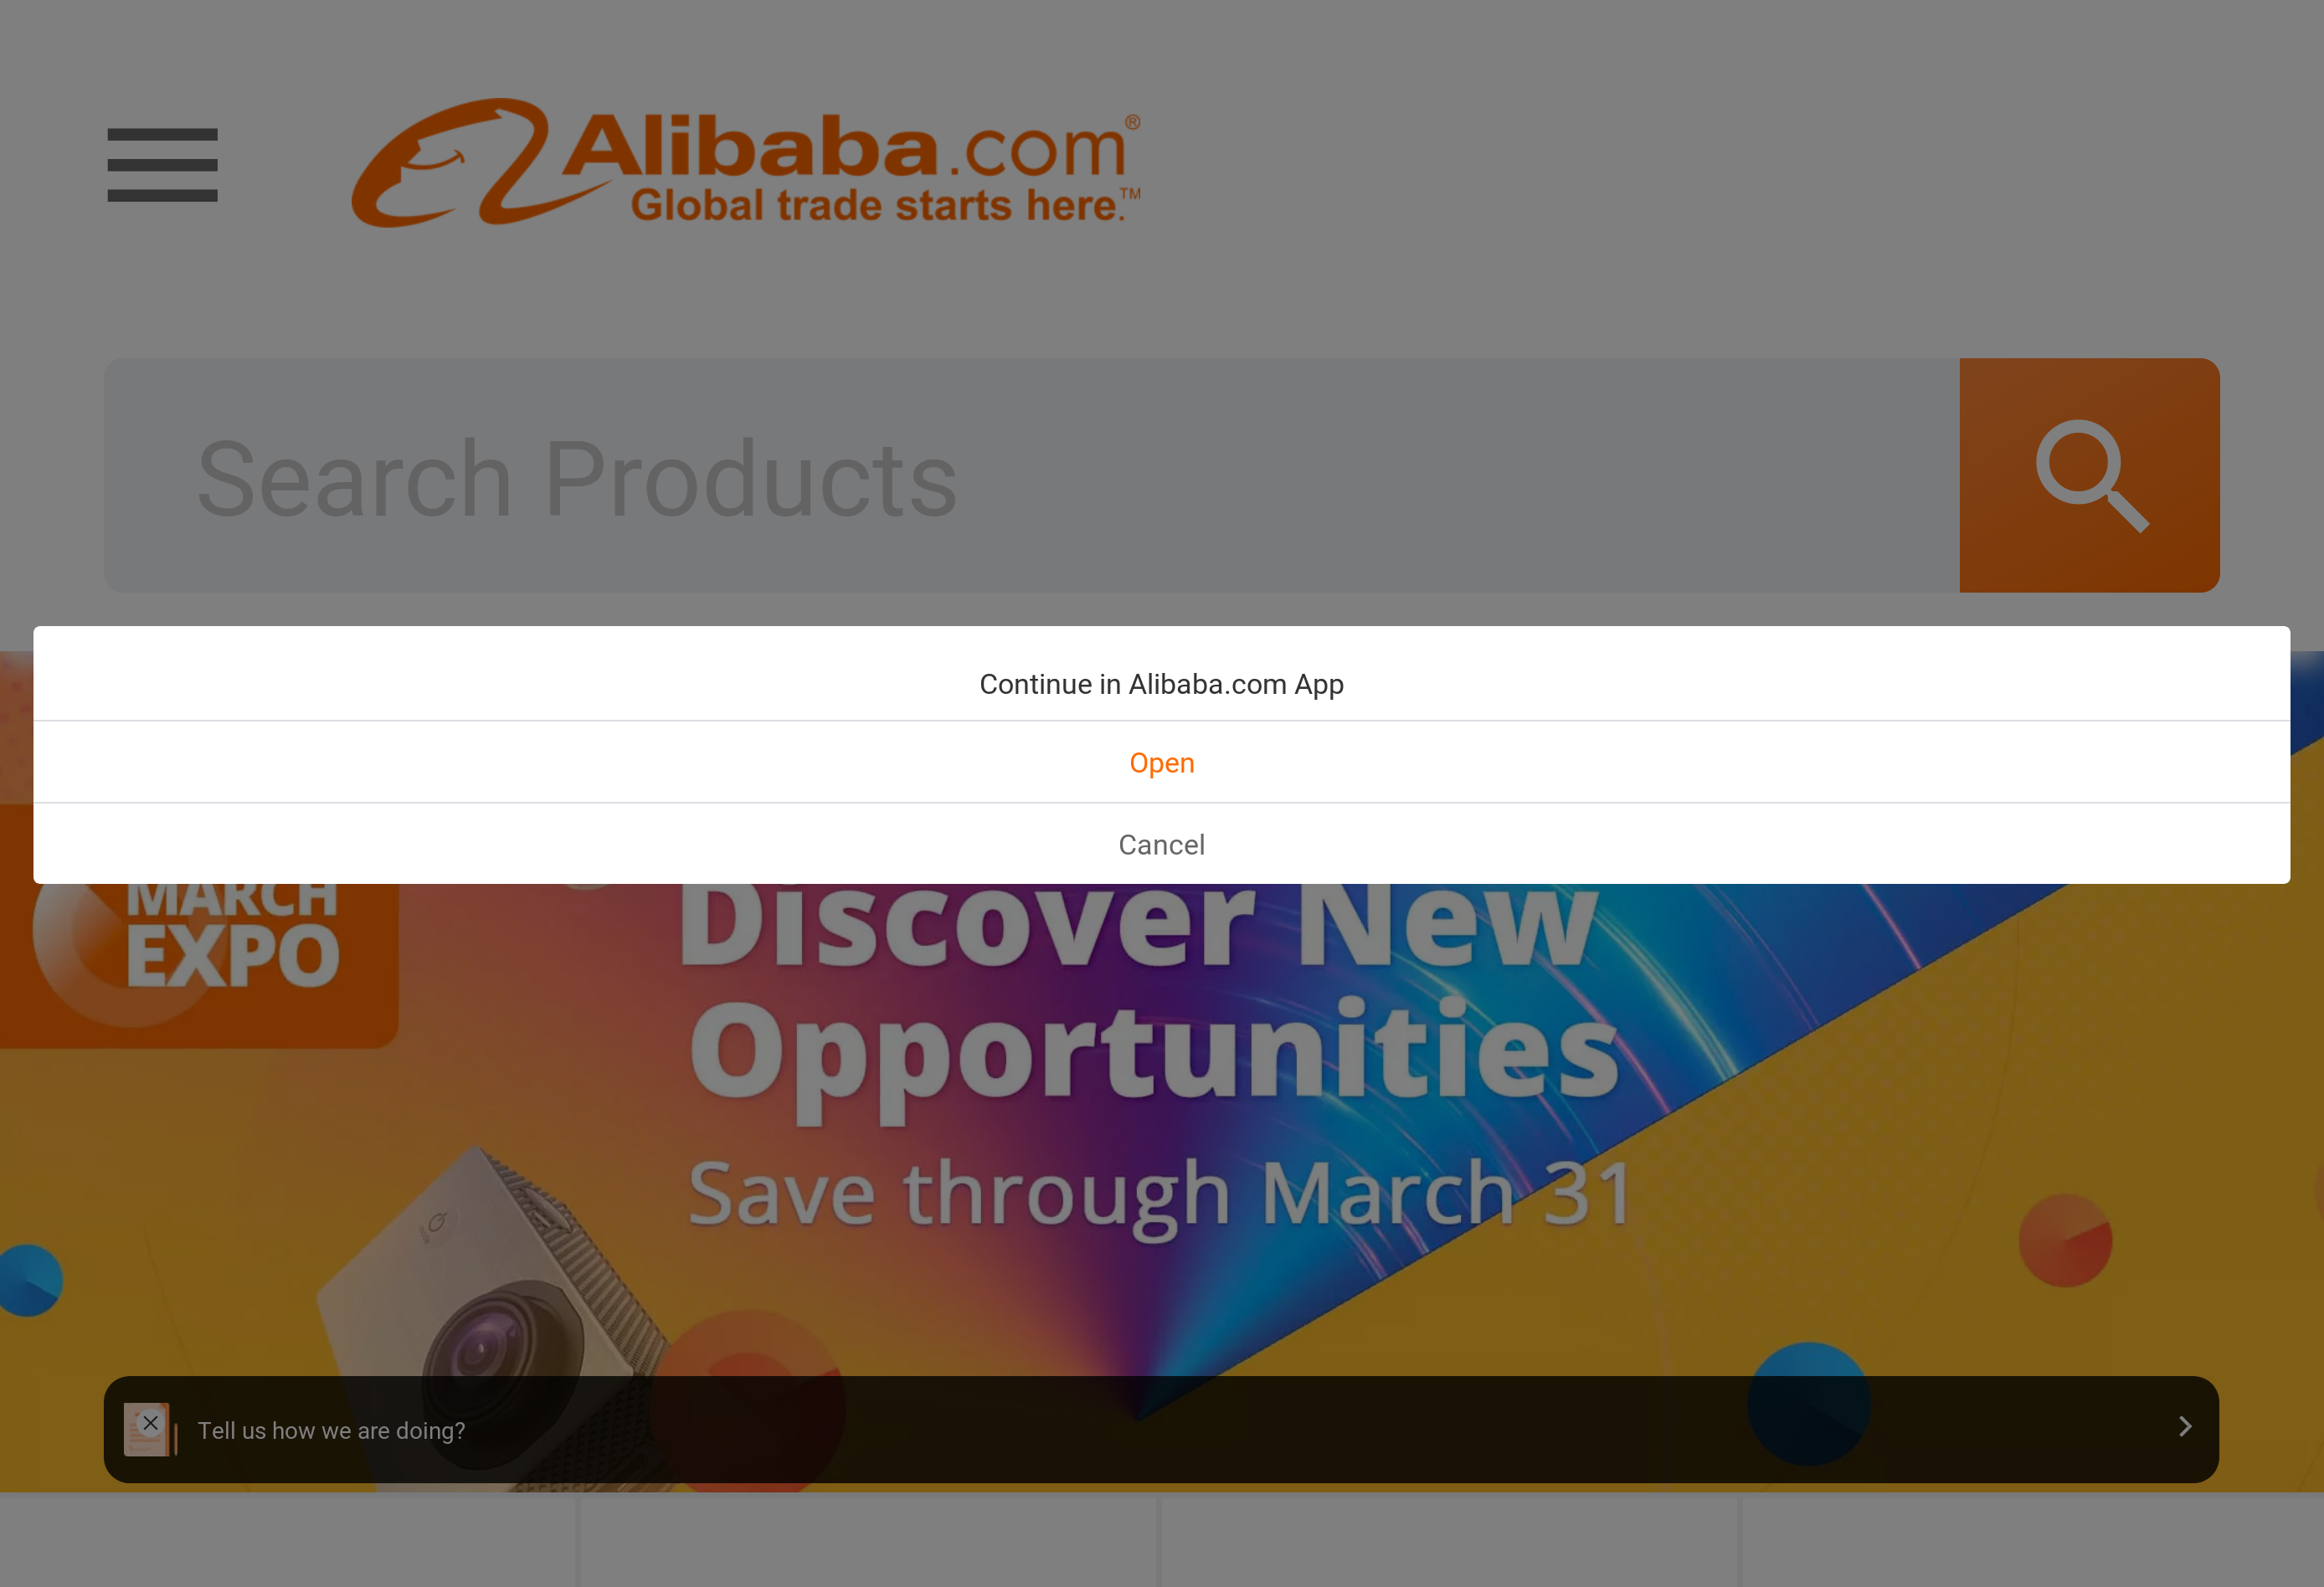 Alibaba.com®
Global trade starts here.™
Search Products
Continue in Alibaba.com App
Open
Cancel
MARCH
EXPO
Discover New
Opportunities
Save through March 31
Tell us how we are doing?